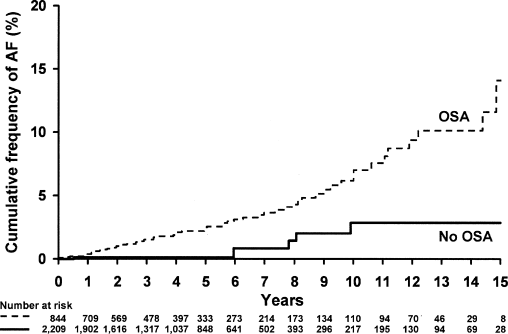 20
15
10
5
0
Cumulative frequency of AF (%)
OSA
No OSA
0 1 2 3 4 5 6 7 8 9 10 11 12 13 14 15
Years
Number at risk
844 709 569 478 397 333 273 214 173 134 110 94 70 46 29 8
2,209 1,902 1,616 1,317 1,037 848 641 502 393 296 217 195 130 94 69 28